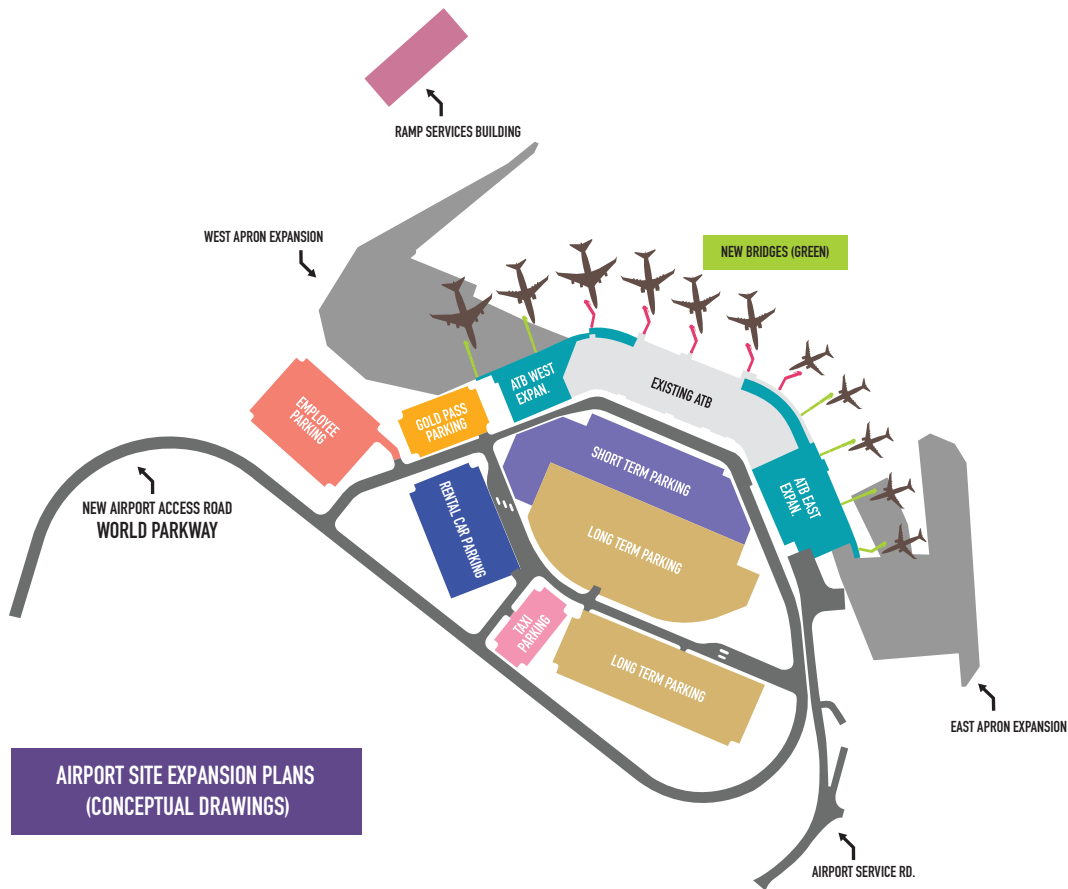 RAMP SERVICES BUILDING
WEST APRON EXPANSION
NEW BRIDGES (GREEN)
ATB WEST
EXPAN.
EXISTING ATB
EMPLOYEE
PARKING
GOLD PASS
PARKING
SHORT TERM PARKING
ATB EAST
EXPAN.
NEW AIRPORT ACCESS ROAD
WORLD PARKWAY
RENTAL CAR PARKING
LONG TERM PARKING
TAXI
PARKING
LONG TERM PARKING
EAST APRON EXPANSION
AIRPORT SITE EXPANSION PLANS
(CONCEPTUAL DRAWINGS)
AIRPORT SERVICE RD.